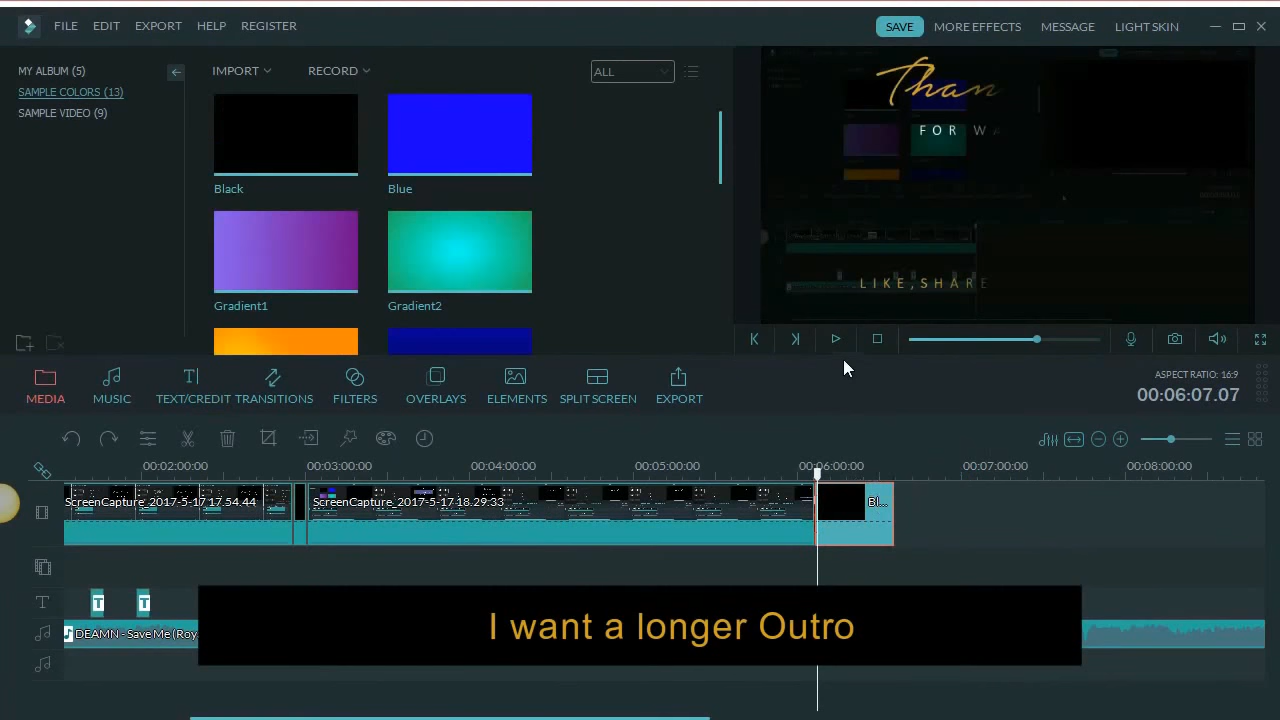 FILE EDIT EXPORT HELP REGISTER SAVE MORE EFFECTS MESSAGE LIGHT SKIN
MY ALBUM (5)
SAMPLE COLORS (13)
SAMPLE VIDEO (9)
IMPORT RECORD ALL
Black Blue
Gradient1 Gradient2
Than
FOR WA
LIKE,SHARE
MEDIA MUSIC TEXT/CREDIT TRANSITIONS FILTERS OVERLAYS ELEMENTS SPLIT SCREEN EXPORT
ASPECT RATIO: 16:9
00:06:07.07
00:02:00:00 00:03:00:00 00:04:00:00 00:05:00:00 00:06:00:00 00:07:00:00 00:08:00:00
ScreenCapture_2017-5-17 17.54.44 ScreenCapture_2017-5-17 18.29.33 Bl...
T T
T
DEAMN - Save Me (Roy
I want a longer Outro